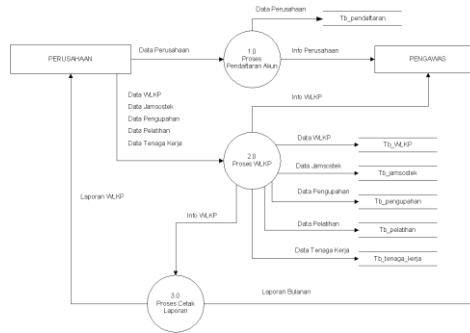 Data Perusahaan
Tb_pendaftaran
PERUSAHAAN
Data Perusahaan
1.0
Proses
Pendaftaran Akun
Info Perusahaan
PENGAWAS
Data WLKP
Data Jamsostek
Data Pengupahan
Data Pelatihan
Data Tenaga Kerja
Info WLKP
2.0
Proses WLKP
Data WLKP
Tb_WLKP
Data Jamsostek
Tb_jamsostek
Data Pengupahan
Tb_pengupahan
Data Pelatihan
Tb_pelatihan
Data Tenaga Kerja
Tb_tenaga_kerja
Laporan WLKP
Info WLKP
3.0
Proses Cetak
Laporan
Laporan Bulanan